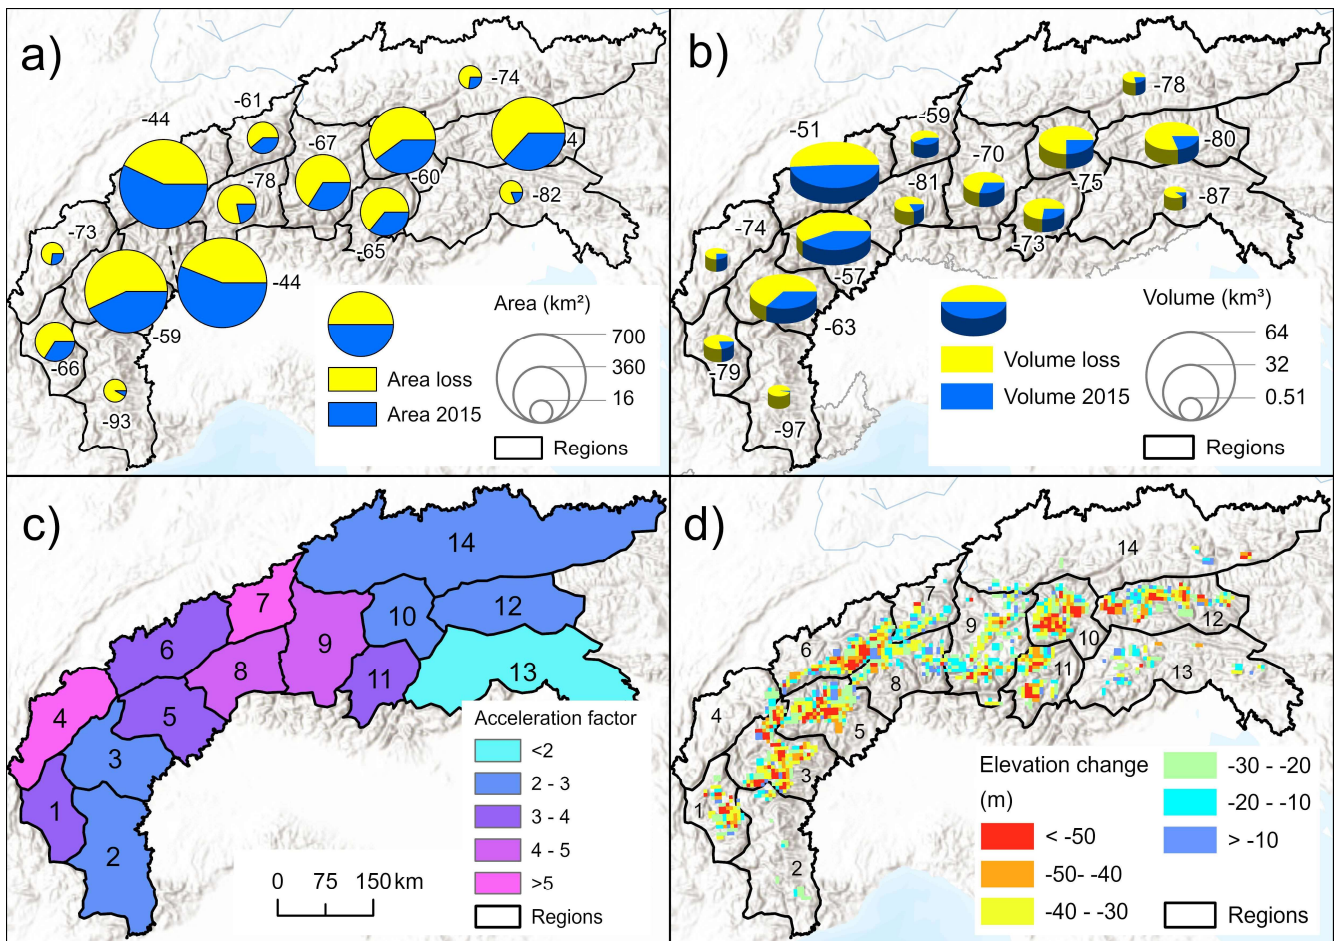 a)
-74
-61
-44
-67
4
-60
-78
-82
-65
-73
-44
-59
-66
-93
Area (km²)
700
360
16
Area loss
Area 2015
Regions
b)
-78
-59
-51
-80
-70
-75
-81
-87
-74
-73
-57
-63
-79
-97
Volume (km³)
64
32
0.51
Volume loss
Volume 2015
Regions
c)
14
7
10
12
9
6
8
11
13
4
5
3
1
2
Acceleration factor
<2
2 - 3
3 - 4
4 - 5
>5
Regions
0 75 150 km
d)
14
7
9
12
10
6
11
13
8
4
5
3
1
2
Elevation change
(m)
< -50
-50- -40
-40 - -30
-30 - -20
-20 - -10
> -10
Regions